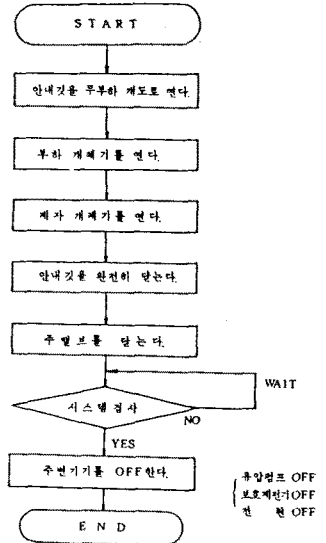 START
안내깃을 무부하 개도로 연다.
부하 개폐기를 연다.
계자 개폐기를 연다.
안내깃을 완전히 닫는다.
주밸브를 닫는다.
WAIT
시스템검사
NO
YES
주변기기를 OFF한다.
유압펌프 OFF
보호계전기OFF
전 원 OFF
END